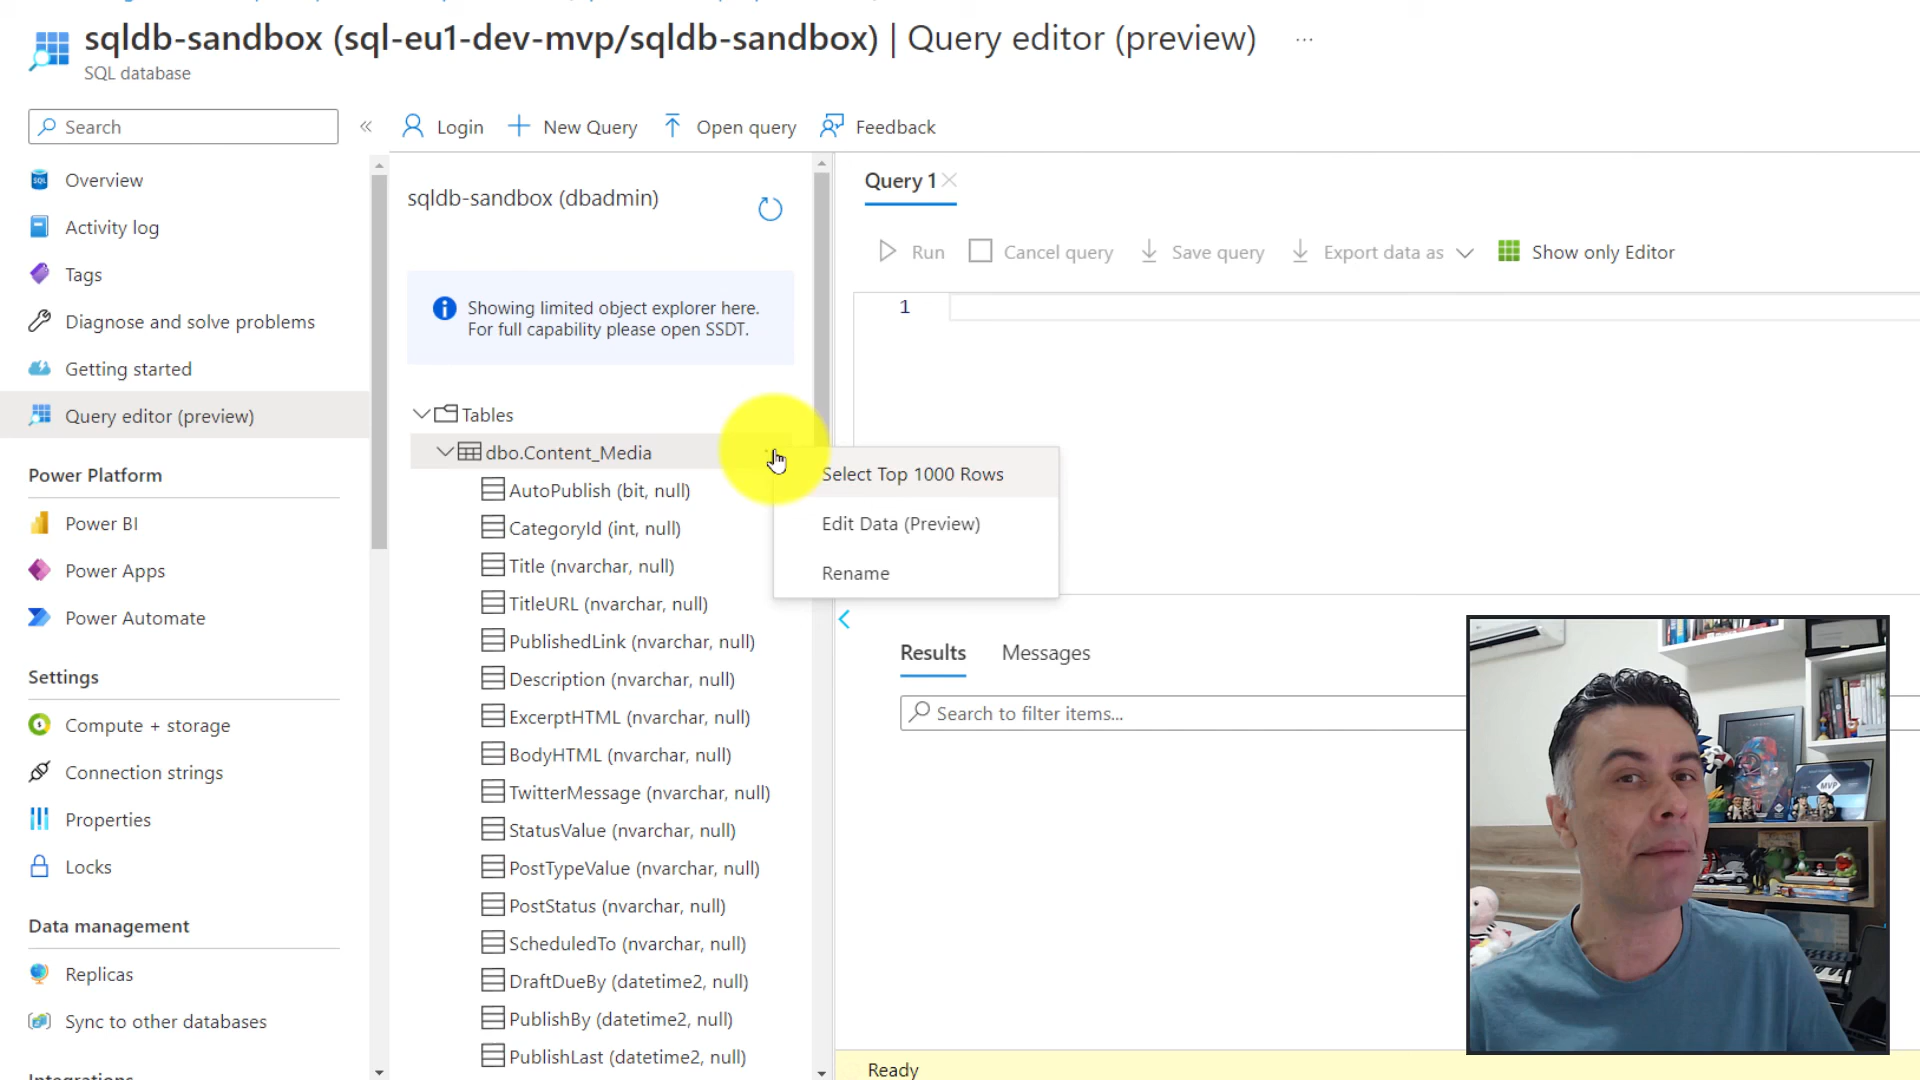 sqldb-sandbox (sql-eu1-dev-mvp/sqldb-sandbox) | Query editor (preview) ...
SQL database
Search
«
Login
New Query
Open query
Feedback
Overview
Activity log
Tags
Diagnose and solve problems
Getting started
Query editor (preview)
Power Platform
Power BI
Power Apps
Power Automate
Settings
Compute + storage
Connection strings
Properties
Locks
Data management
Replicas
Sync to other databases
Integrations
sqldb-sandbox (dbadmin)
Showing limited object explorer here.
For full capability please open SSDT.
Tables
dbo.Content_Media
AutoPublish (bit, null)
CategoryId (int, null)
Title (nvarchar, null)
TitleURL (nvarchar, null)
PublishedLink (nvarchar, null)
Description (nvarchar, null)
ExcerptHTML (nvarchar, null)
BodyHTML (nvarchar, null)
TwitterMessage (nvarchar, null)
StatusValue (nvarchar, null)
PostTypeValue (nvarchar, null)
PostStatus (nvarchar, null)
ScheduledTo (nvarchar, null)
DraftDueBy (datetime2, null)
PublishBy (datetime2, null)
PublishLast (datetime2, null)
Select Top 1000 Rows
Edit Data (Preview)
Rename
Query 1
Run
Cancel query
Save query
Export data as
Show only Editor
1
Results
Messages
Search to filter items...
MVP
Ready